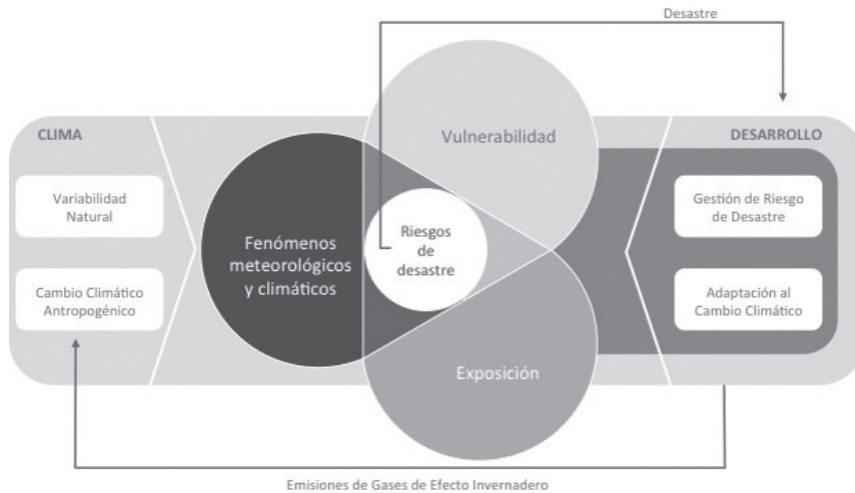 Desastre
CLIMA
Variabilidad
Natural
Cambio Climático
Antropogénico
Fenómenos
meteorológicos
y climáticos
Vulnerabilidad
Riesgos
de
desastre
Exposición
DESARROLLO
Gestión de Riesgo
de Desastre
Adaptación al
Cambio Climático
Emisiones de Gases de Efecto Invernadero